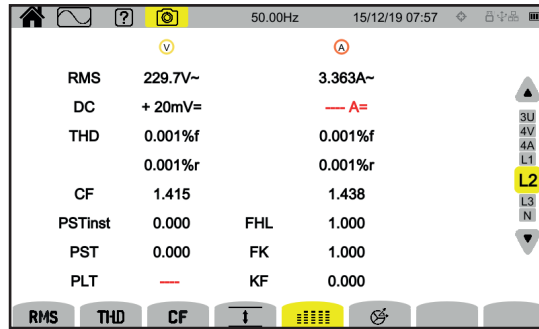 ? 50.00Hz 15/12/19 07:57
V A
RMS 229.7V~ 3.363A~
DC + 20mV= ---- A=
THD 0.001%f 0.001%f
0.001%r 0.001%r
CF 1.415 1.438
PSTinst 0.000 FHL 1.000
PST 0.000 FK 1.000
PLT ---- KF 0.000
3U
4V
4A
L1
L2
L3
N
RMS THD CF